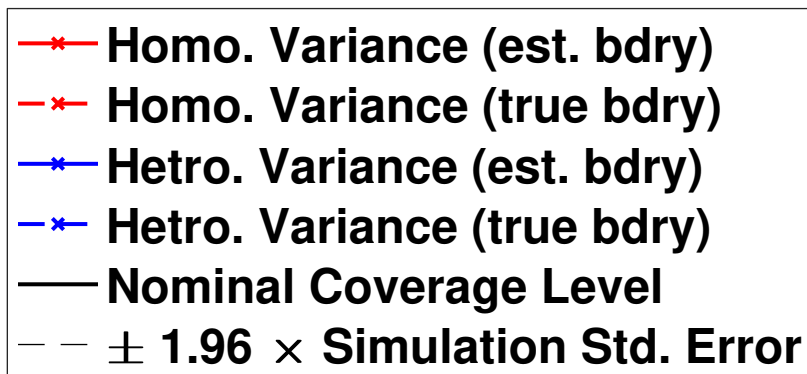 Homo. Variance (est. bdry)
Homo. Variance (true bdry)
Hetro. Variance (est. bdry)
Hetro. Variance (true bdry)
Nominal Coverage Level
± 1.96 × Simulation Std. Error